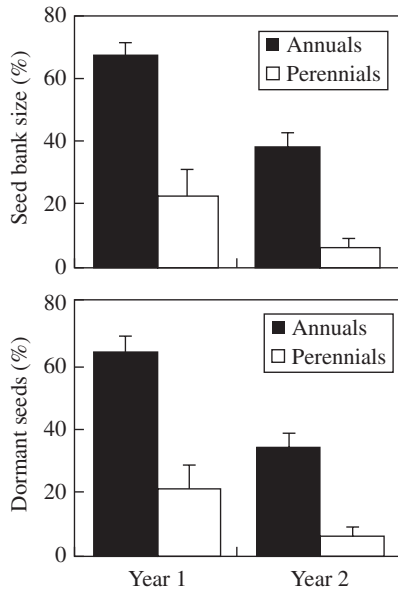 80
60
40
20
0
Seed bank size (%)
Annuals
Perennials
80
60
40
20
0
Dormant seeds (%)
Annuals
Perennials
Year 1
Year 2